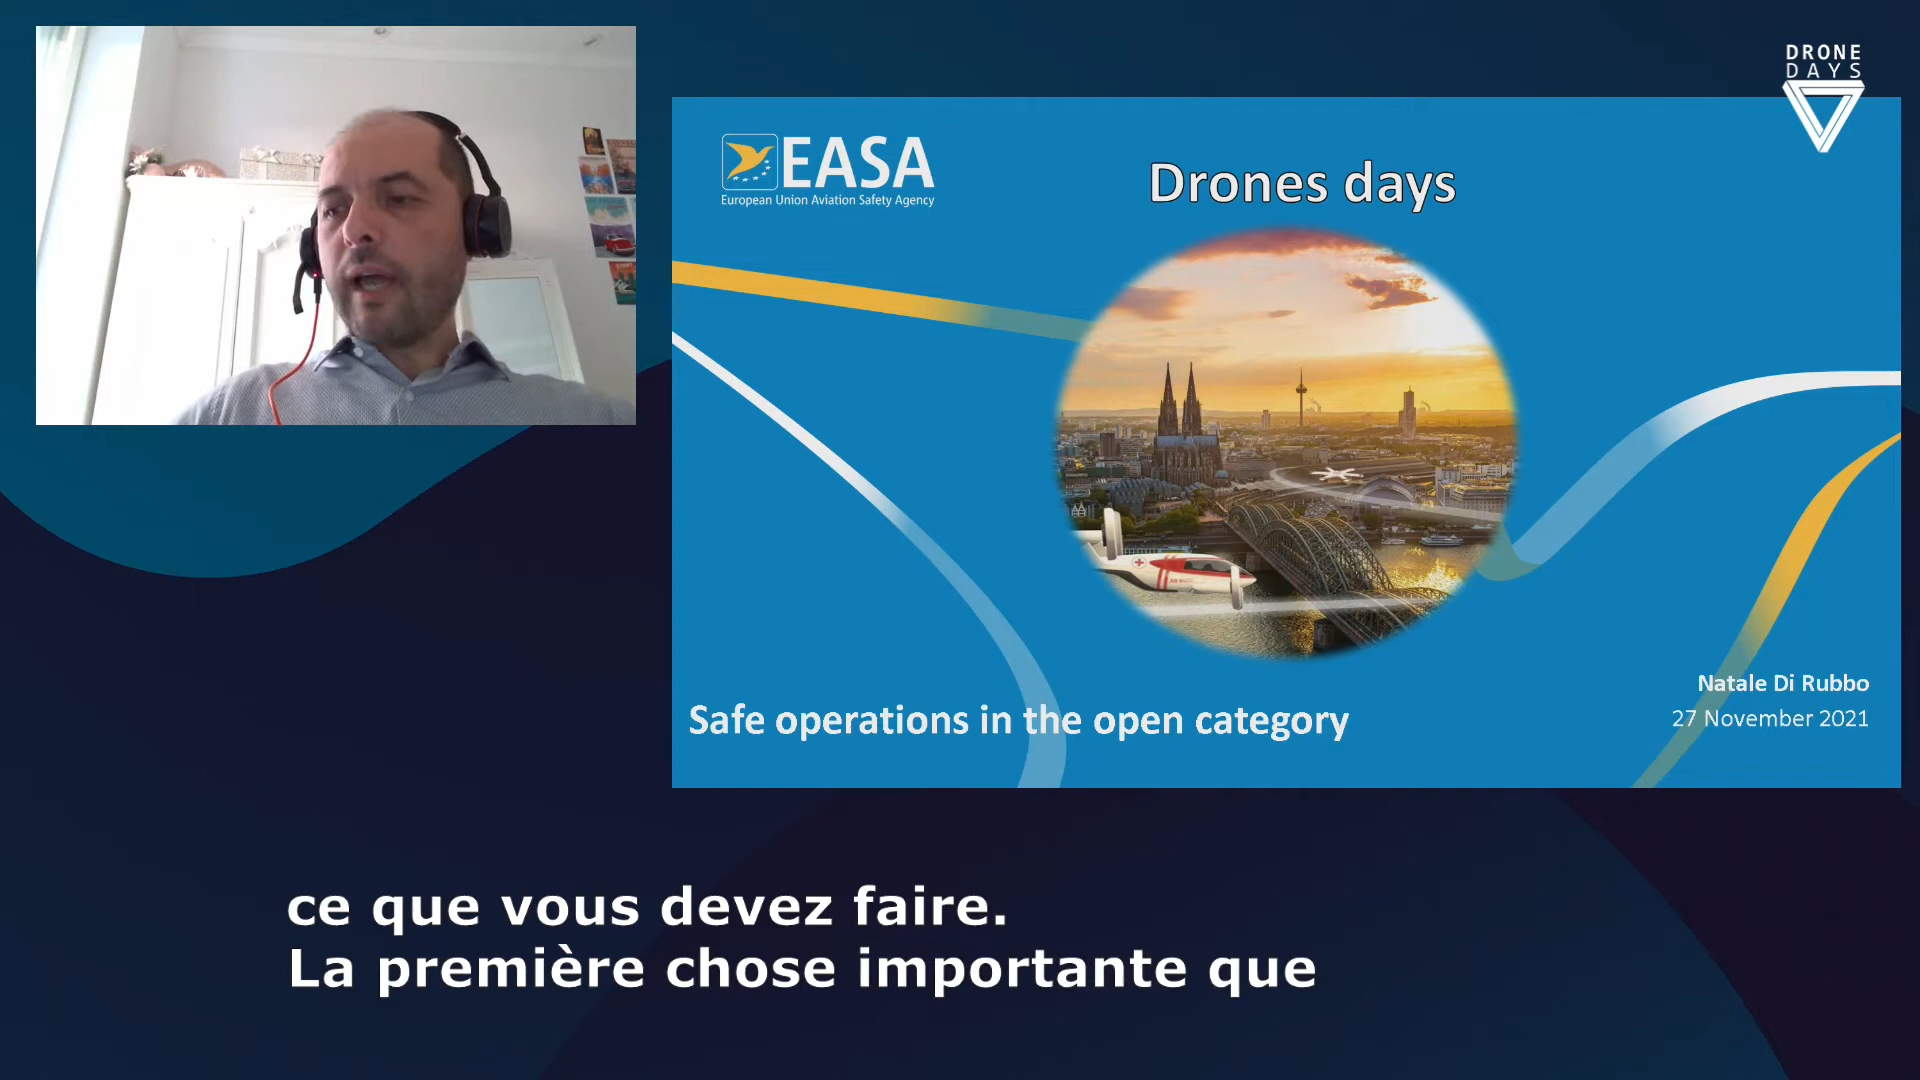 DRONE
DAYS
EASA
European Union Aviation Safety Agency
Drones days
Natale Di Rubbo
27 November 2021
Safe operations in the open category
ce que vous devez faire.
La première chose importante que